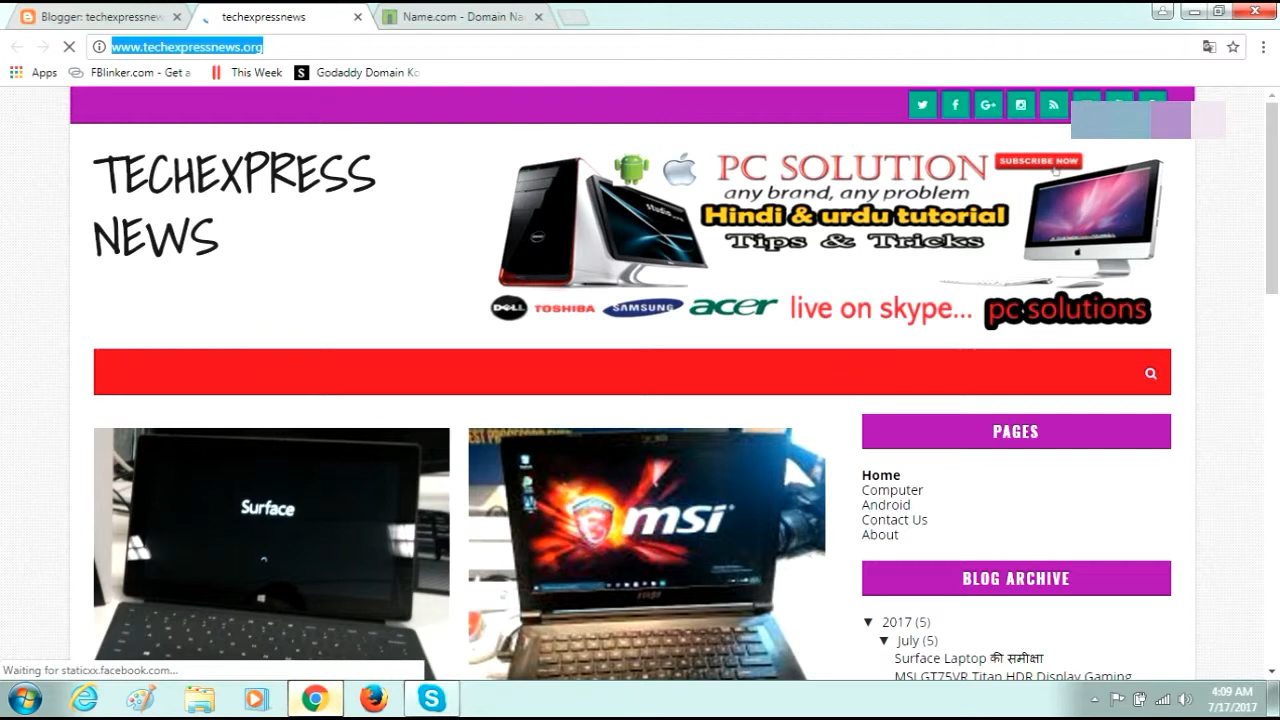 Blogger: techexpressnew
techexpressnews
Name.com - Domain Na
www.techexpressnews.org
Apps
FBlinker.com - Get a
This Week
Godaddy Domain Ko
TECHEXPRESS
NEWS
PC SOLUTION
SUBSCRIBE NOW
any brand, any problem
Hindi & urdu tutorial
Tips & Tricks
DELL
TOSHIBA
SAMSUNG
acer
live on skype...
pc solutions
Surface
msi
PAGES
Home
Computer
Android
Contact Us
About
BLOG ARCHIVE
2017 (5)
July (5)
Surface Laptop की समीक्षा
MSI GT75VR Titan HDR Display Gaming
Waiting for staticxx.facebook.com...
4:09 AM
7/17/2017